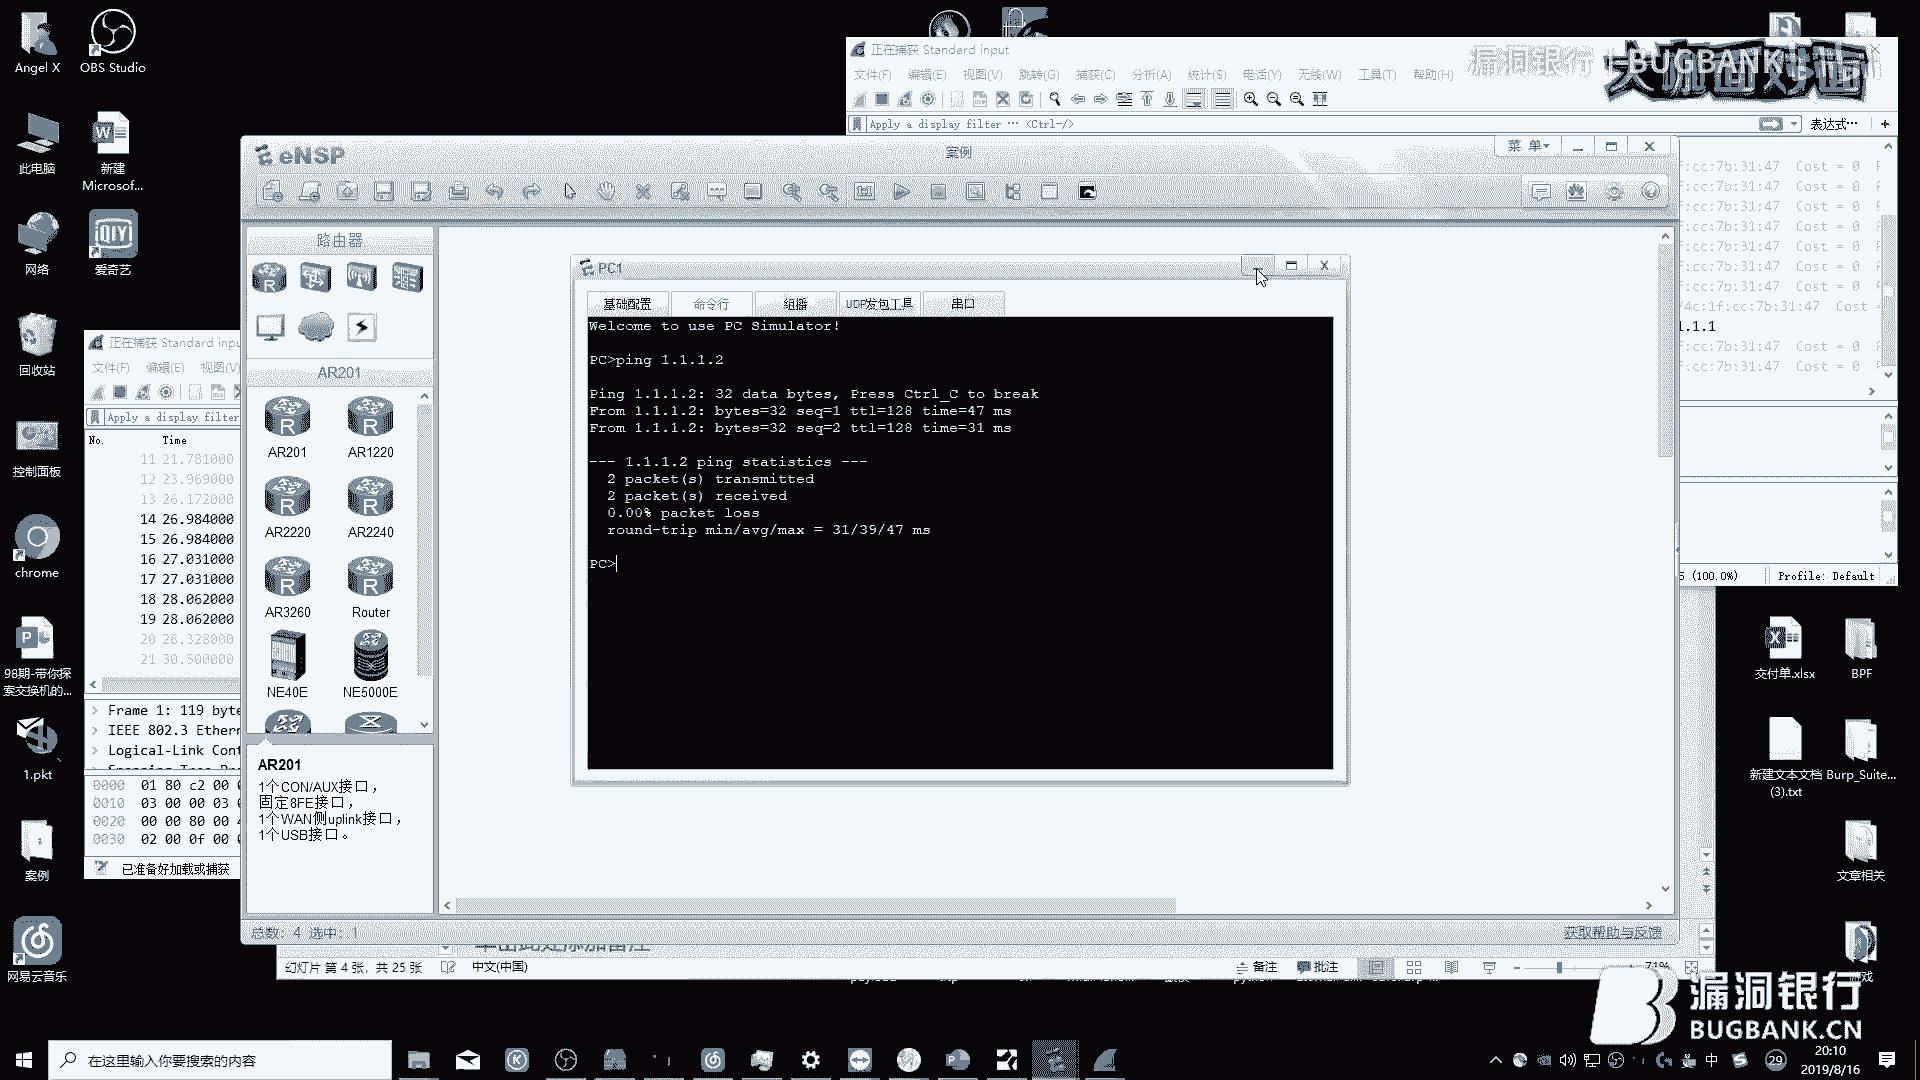 Angel X
OBS Studio
此电脑
新建
Microsof...
网络
爱奇艺
回收站
控制面板
chrome
98期-带你探
索交换机的...
1.pkt
案例
网易云音乐
正在捕获 Standard input
文件(F) 编辑(E) 视图(V) 跳转(G) 捕获(C) 分析(A) 统计(S) 电话(Y) 无线(W) 工具(T) 帮助(H)
漏洞银行
BUGBANK.CN
大咖面对面
Apply a display filter … <Ctrl-/>
表达式…
+
eNSP
案例
菜 单
路由器
AR201
AR201
AR1220
AR2220
AR2240
AR3260
Router
NE40E
NE5000E
AR201
1个CON/AUX接口，
固定8FE接口，
1个WAN侧uplink接口，
1个USB接口。
总数: 4 选中: 1
获取帮助与反馈
PC1
基础配置 命令行 组播 UDP发包工具 串口
Welcome to use PC Simulator!
PC>ping 1.1.1.2
Ping 1.1.1.2: 32 data bytes, Press Ctrl_C to break
From 1.1.1.2: bytes=32 seq=1 ttl=128 time=47 ms
From 1.1.1.2: bytes=32 seq=2 ttl=128 time=31 ms
--- 1.1.1.2 ping statistics ---
2 packet(s) transmitted
2 packet(s) received
0.00% packet loss
round-trip min/avg/max = 31/39/47 ms
PC>
f:cc:7b:31:47 Cost = 0
f:cc:7b:31:47 Cost = 0
f:cc:7b:31:47 Cost = 0
f:cc:7b:31:47 Cost = 0
f:cc:7b:31:47 Cost = 0
f:cc:7b:31:47 Cost = 0
f:cc:7b:31:47 Cost = 0
/4c:1f:cc:7b:31:47 Cost =
1.1.1
f:cc:7b:31:47 Cost = 0
f:cc:7b:31:47 Cost = 0
(100.0%)
Profile: Default
正在捕获 Standard inpu
文件(F) 编辑(E) 视图(V)
Apply a display filter
No. Time
11 21.781000
12 23.969000
13 26.172000
14 26.984000
15 26.984000
16 27.031000
17 27.031000
18 28.062000
19 28.062000
20 28.328000
21 30.500000
Frame 1: 119 byte
IEEE 802.3 Ethern
Logical-Link Cont
0000 01 80 c2 00
0010 03 00 00 03
0020 00 00 80 00
0030 02 00 0f 00
已准备好加载或捕获
单击此处添加备注
幻灯片 第 4 张，共 25 张
中文(中国)
备注
批注
71%
交付单.xlsx
BPF
新建文本文档
(3).txt
Burp_Suite...
文章相关
游戏
漏洞银行
BUGBANK.CN
在这里输入你要搜索的内容
中
29
20:10
2019/8/16